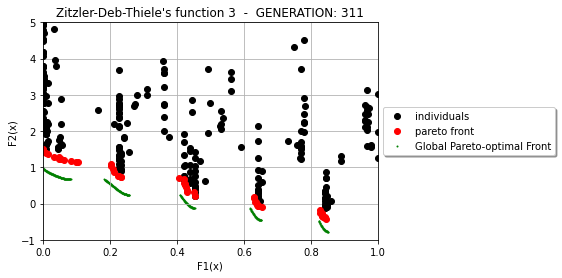 Zitzler-Deb-Thiele's function 3  -  GENERATION: 311
5
4
3
2
1
0
−1
F2(x)
0.0 0.2 0.4 0.6 0.8 1.0
F1(x)
individuals
pareto front
Global Pareto-optimal Front